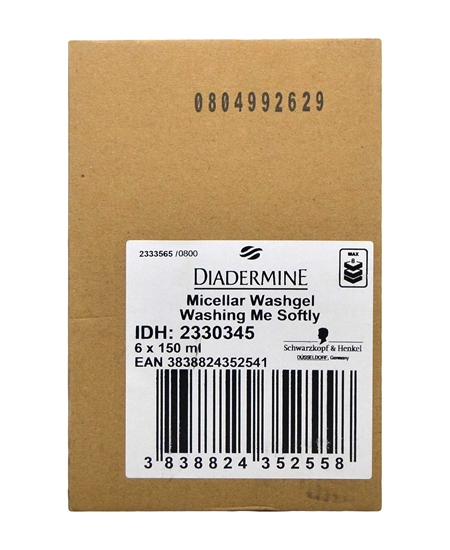 0804992629
2333565 /0800
MAX
8
DIADERMINE
Micellar Washgel
Washing Me Softly
IDH: 2330345
6 x 150 ml
Schwarzkopf & Henkel
DÜSSELDORF, Germany
EAN 3838824352541
3 838824 352558